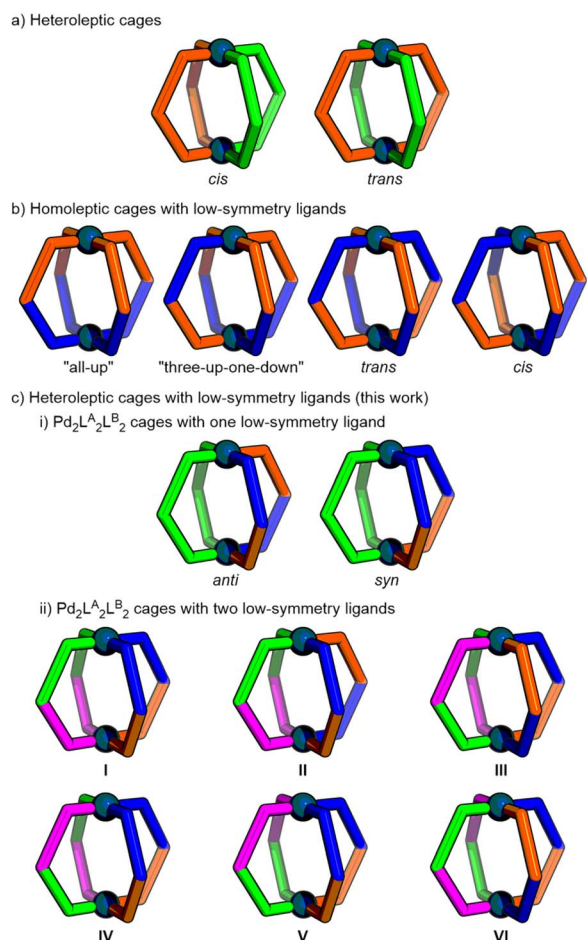 a) Heteroleptic cages
cis trans
b) Homoleptic cages with low-symmetry ligands
"all-up" "three-up-one-down" trans cis
c) Heteroleptic cages with low-symmetry ligands (this work)
i) Pd₂Lᴬ₂Lᴮ₂ cages with one low-symmetry ligand
anti syn
ii) Pd₂Lᴬ₂Lᴮ₂ cages with two low-symmetry ligands
I II III
IV V VI